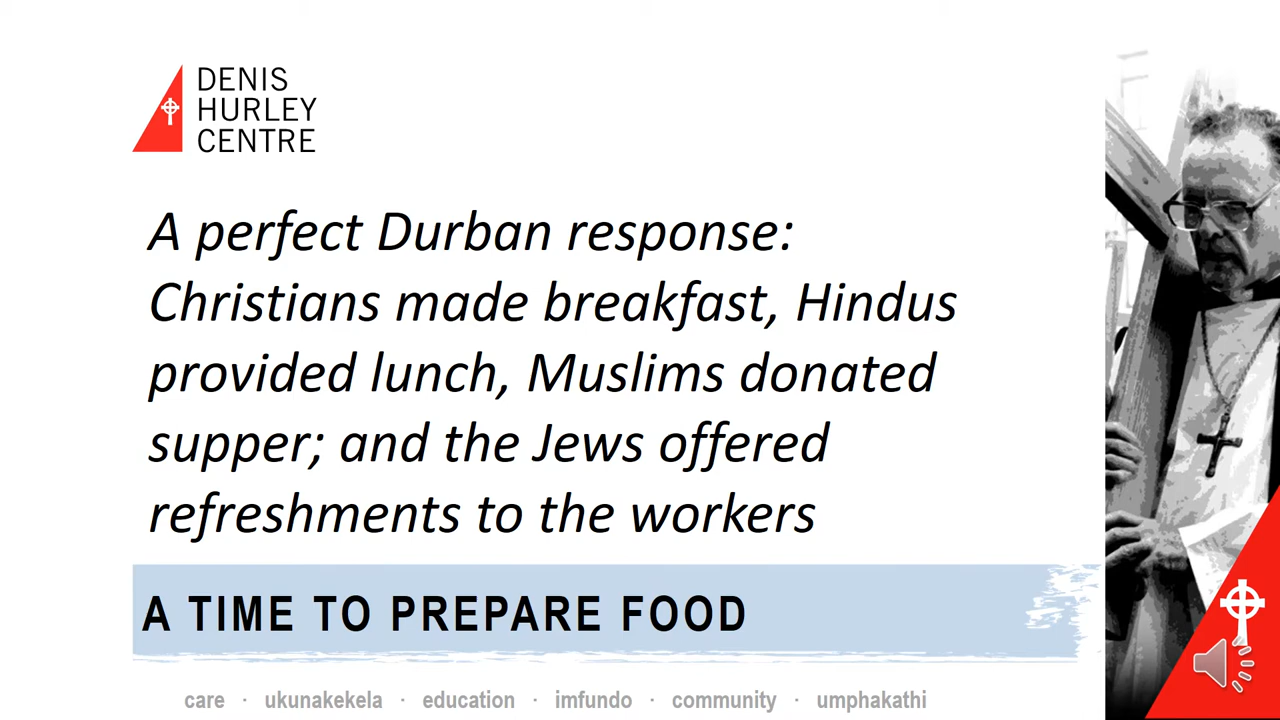 DENIS
HURLEY
CENTRE
A perfect Durban response:
Christians made breakfast, Hindus
provided lunch, Muslims donated
supper; and the Jews offered
refreshments to the workers
A TIME TO PREPARE FOOD
care · ukunakekela · education · imfundo · community · umphakathi